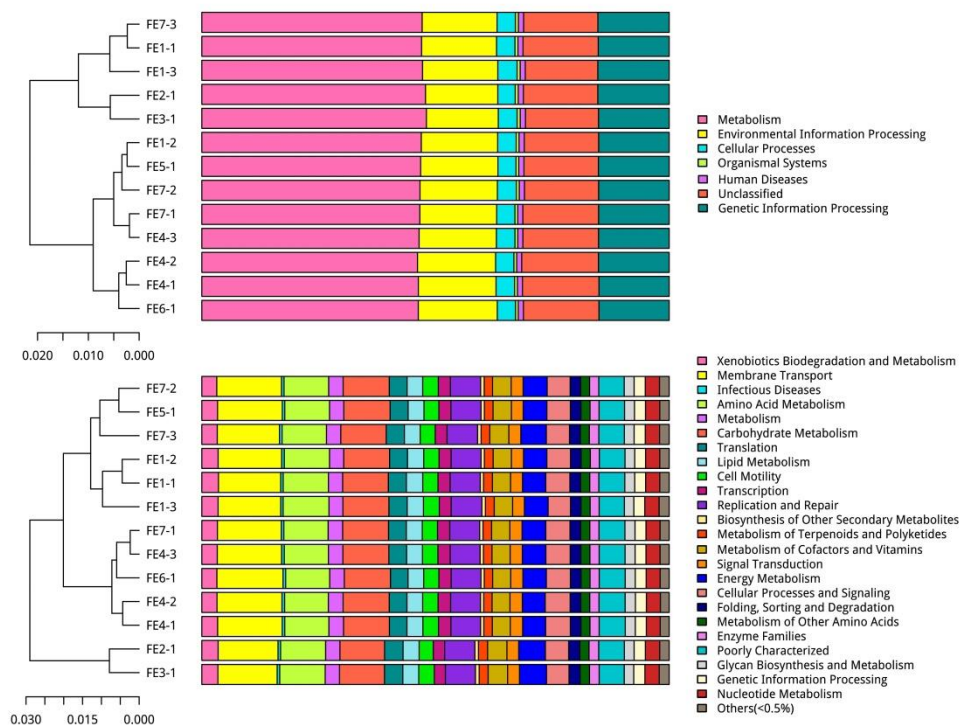 FE7-3
FE1-1
FE1-3
FE2-1
FE3-1
FE1-2
FE5-1
FE7-2
FE7-1
FE4-3
FE4-2
FE4-1
FE6-1
0.020 0.010 0.000
Metabolism
Environmental Information Processing
Cellular Processes
Organismal Systems
Human Diseases
Unclassified
Genetic Information Processing
FE7-2
FE5-1
FE7-3
FE1-2
FE1-1
FE1-3
FE7-1
FE4-3
FE6-1
FE4-2
FE4-1
FE2-1
FE3-1
0.030 0.015 0.000
Xenobiotics Biodegradation and Metabolism
Membrane Transport
Infectious Diseases
Amino Acid Metabolism
Metabolism
Carbohydrate Metabolism
Translation
Lipid Metabolism
Cell Motility
Transcription
Replication and Repair
Biosynthesis of Other Secondary Metabolites
Metabolism of Terpenoids and Polyketides
Metabolism of Cofactors and Vitamins
Signal Transduction
Energy Metabolism
Cellular Processes and Signaling
Folding, Sorting and Degradation
Metabolism of Other Amino Acids
Enzyme Families
Poorly Characterized
Glycan Biosynthesis and Metabolism
Genetic Information Processing
Nucleotide Metabolism
Others(<0.5%)